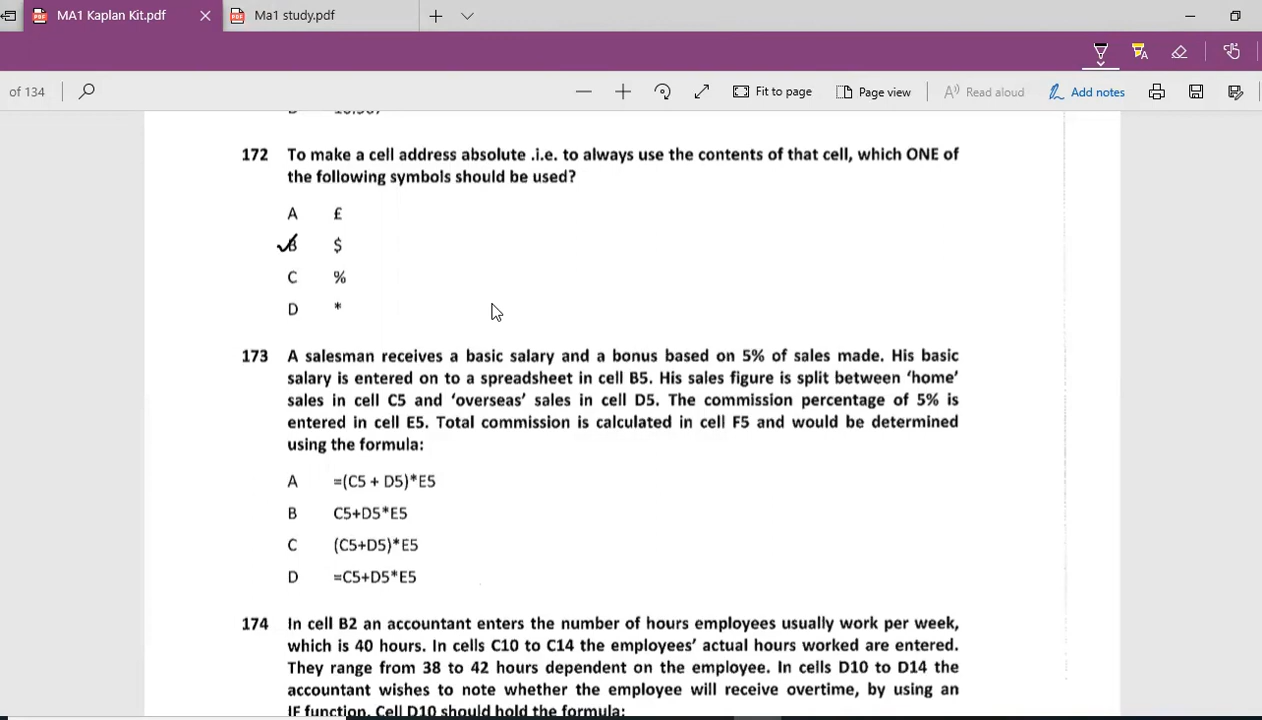 MA1 Kaplan Kit.pdf
Ma1 study.pdf
of 134
Fit to page
Page view
Read aloud
Add notes
172 To make a cell address absolute .i.e. to always use the contents of that cell, which ONE of
the following symbols should be used?
A £
B $
C %
D *
173 A salesman receives a basic salary and a bonus based on 5% of sales made. His basic
salary is entered on to a spreadsheet in cell B5. His sales figure is split between ‘home’
sales in cell C5 and ‘overseas’ sales in cell D5. The commission percentage of 5% is
entered in cell E5. Total commission is calculated in cell F5 and would be determined
using the formula:
A =(C5 + D5)*E5
B C5+D5*E5
C (C5+D5)*E5
D =C5+D5*E5
174 In cell B2 an accountant enters the number of hours employees usually work per week,
which is 40 hours. In cells C10 to C14 the employees’ actual hours worked are entered.
They range from 38 to 42 hours dependent on the employee. In cells D10 to D14 the
accountant wishes to note whether the employee will receive overtime, by using an
IF function. Cell D10 should hold the formula: